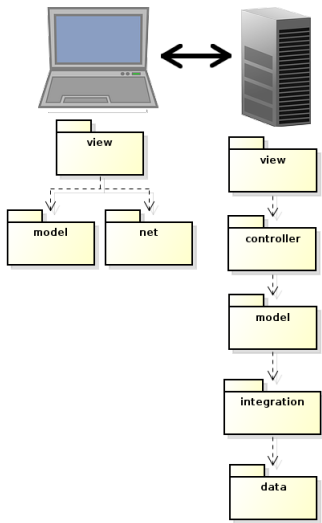 view
model
net
view
controller
model
integration
data